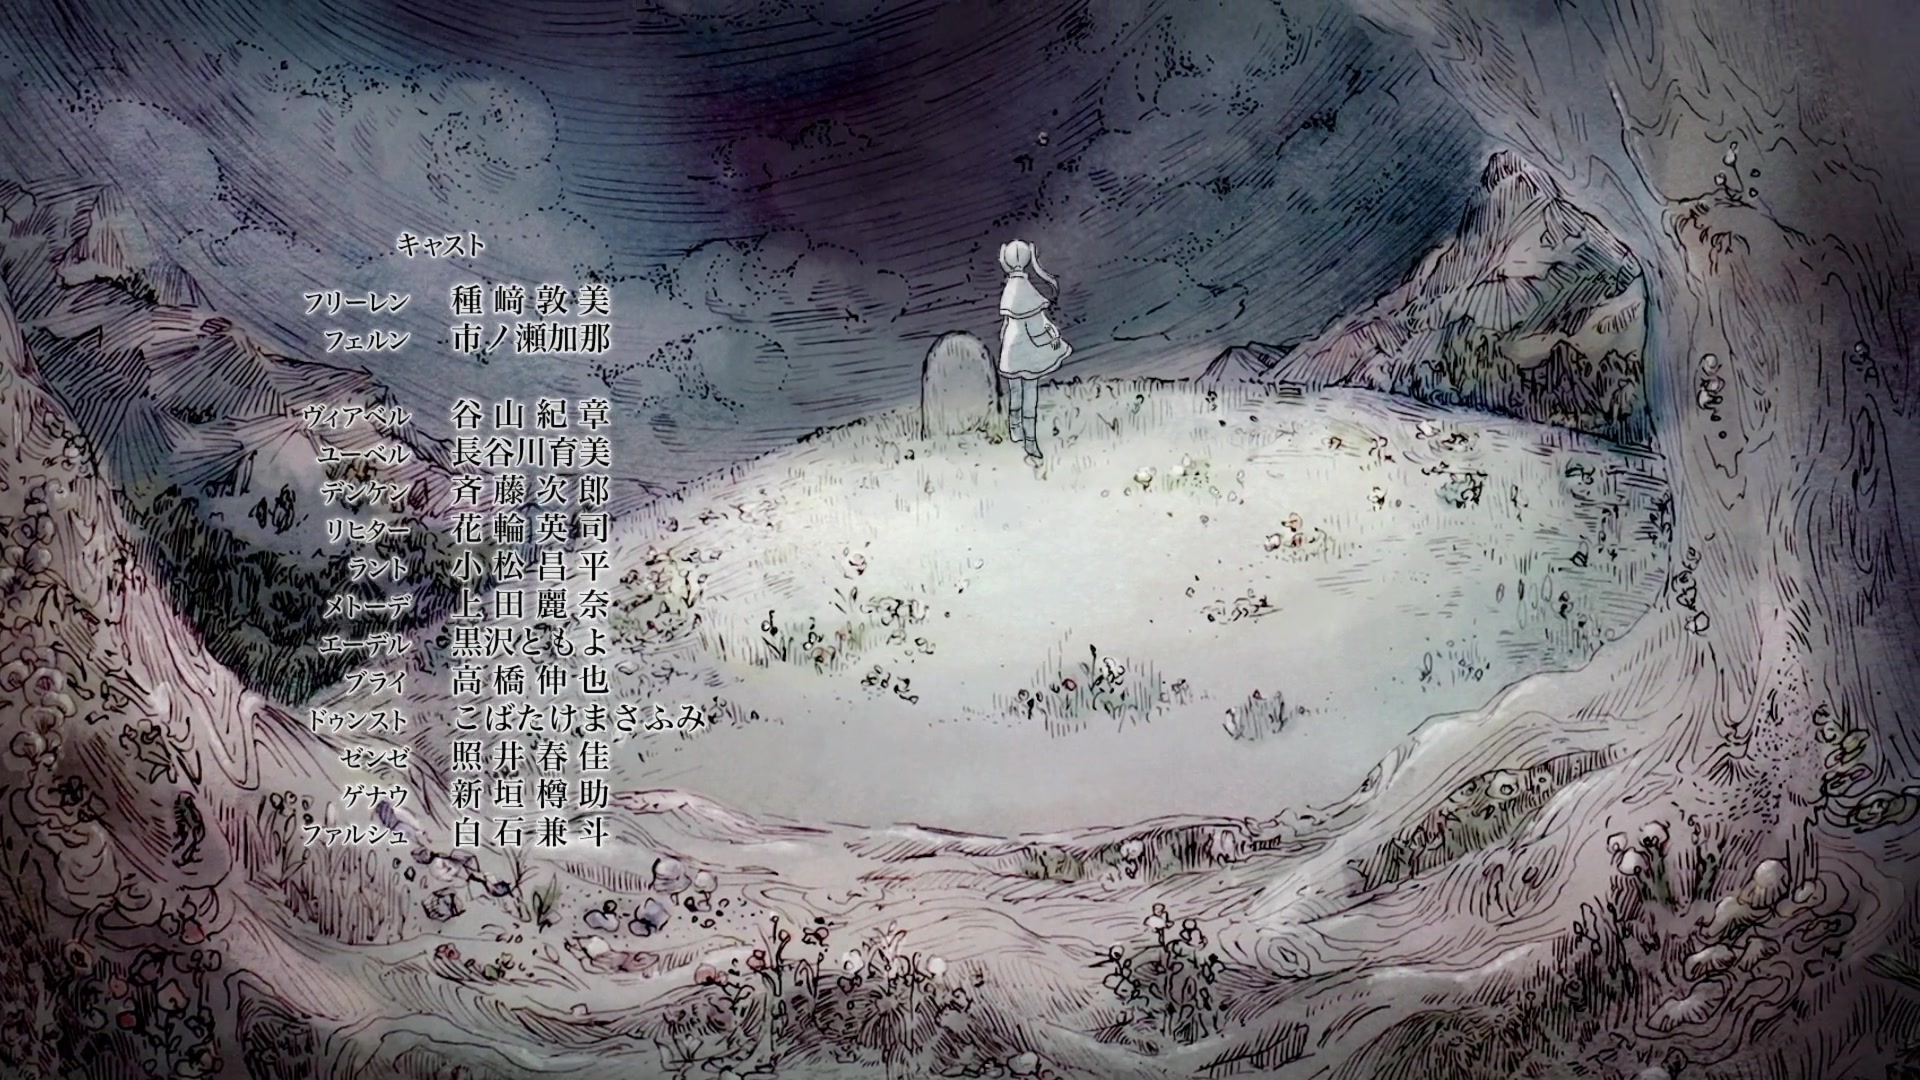 キャスト
フリーレン 種﨑敦美
フェルン 市ノ瀬加那
ヴィアベル 谷山紀章
ユーベル 長谷川育美
デンケン 斉藤次郎
リヒター 花輪英司
ラント 小松昌平
メトーデ 上田麗奈
エーデル 黒沢ともよ
ブライ 高橋伸也
ドゥンスト こばたけまさふみ
ゼンゼ 照井春佳
ゲナウ 新垣樽助
ファルシュ 白石兼斗